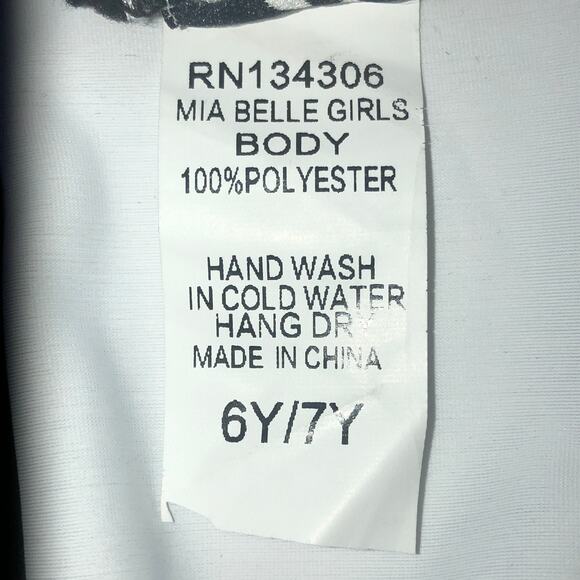 RN134306
MIA BELLE GIRLS
BODY
100%POLYESTER
HAND WASH
IN COLD WATER
HANG DRY
MADE IN CHINA
6Y/7Y